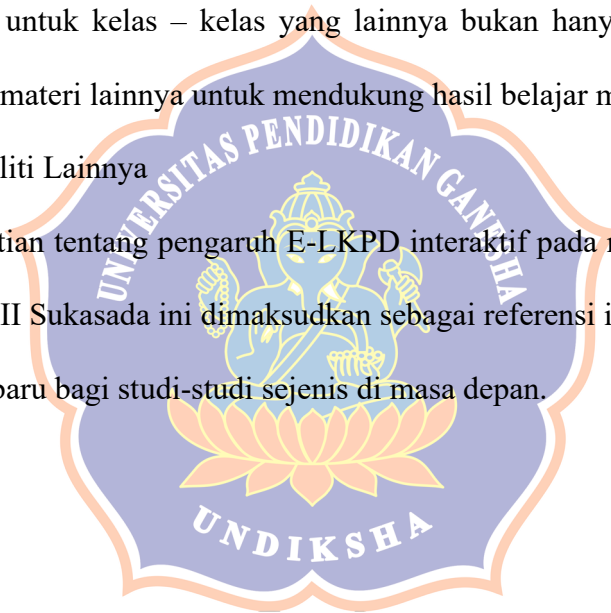 untuk kelas – kelas yang lainnya bukan hany
materi lainnya untuk mendukung hasil belajar m
liti Lainnya
tian tentang pengaruh E-LKPD interaktif pada
II Sukasada ini dimaksudkan sebagai referensi i
baru bagi studi-studi sejenis di masa depan.
UNIVERSITAS PENDIDIKAN GANESHA
UNDIKSHA